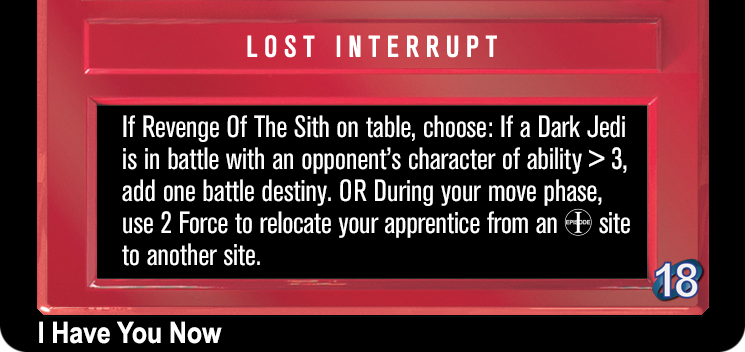 LOST INTERRUPT
If Revenge Of The Sith on table, choose: If a Dark Jedi
is in battle with an opponent’s character of ability > 3,
add one battle destiny. OR During your move phase,
use 2 Force to relocate your apprentice from an EPISODE I site
to another site.
18
I Have You Now